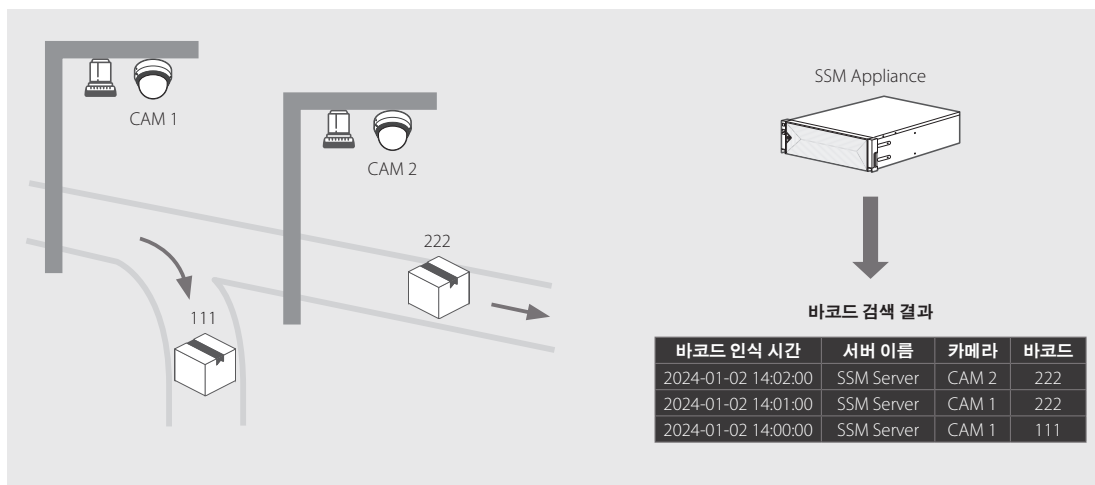 CAM 1
CAM 2
222
111
SSM Appliance
바코드 검색 결과
바코드 인식 시간 서버 이름 카메라 바코드
2024-01-02 14:02:00 SSM Server CAM 2 222
2024-01-02 14:01:00 SSM Server CAM 1 222
2024-01-02 14:00:00 SSM Server CAM 1 111